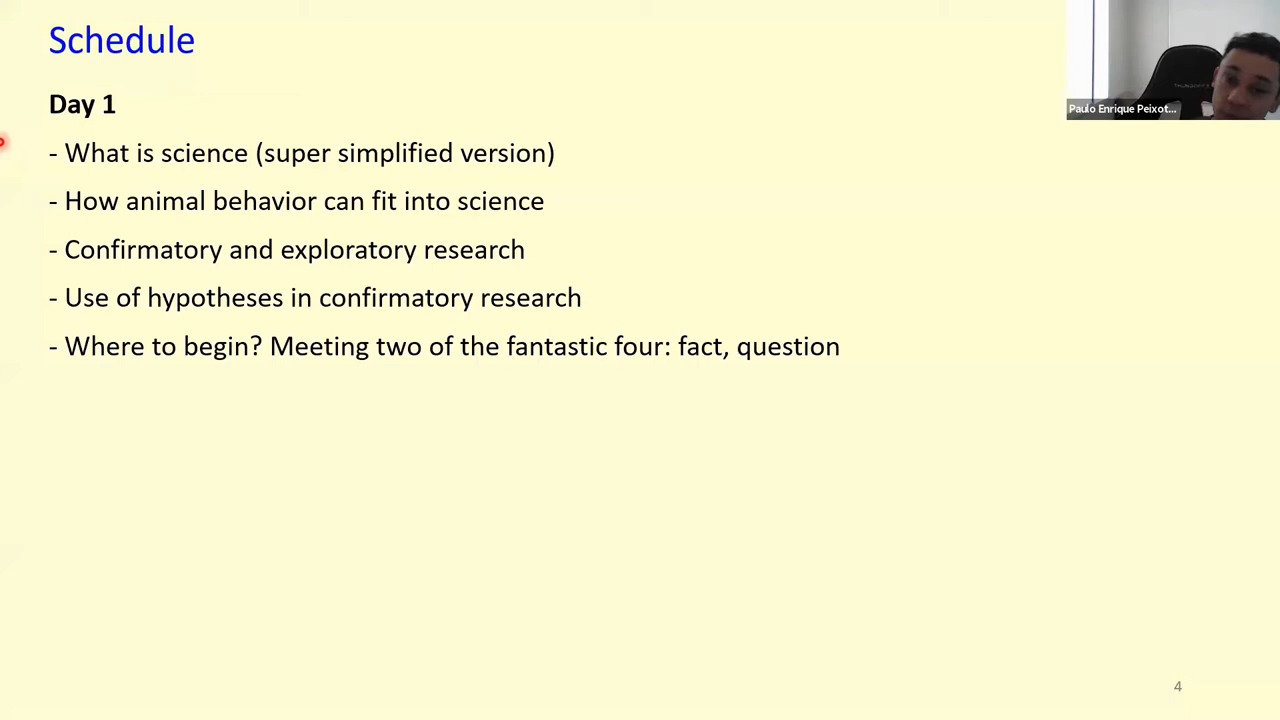 Schedule
Day 1
- What is science (super simplified version)
- How animal behavior can fit into science
- Confirmatory and exploratory research
- Use of hypotheses in confirmatory research
- Where to begin? Meeting two of the fantastic four: fact, question
Paulo Enrique Peixot...
4